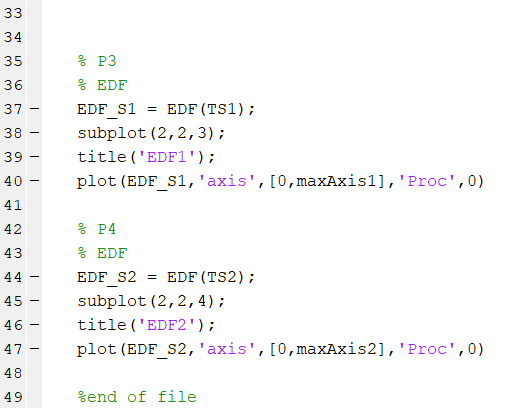 33
34
35 % P3
36 % EDF
37 – EDF_S1 = EDF(TS1);
38 – subplot(2,2,3);
39 – title('EDF1');
40 – plot(EDF_S1,'axis',[0,maxAxis1],'Proc',0)
41
42 % P4
43 % EDF
44 – EDF_S2 = EDF(TS2);
45 – subplot(2,2,4);
46 – title('EDF2');
47 – plot(EDF_S2,'axis',[0,maxAxis2],'Proc',0)
48
49 %end of file